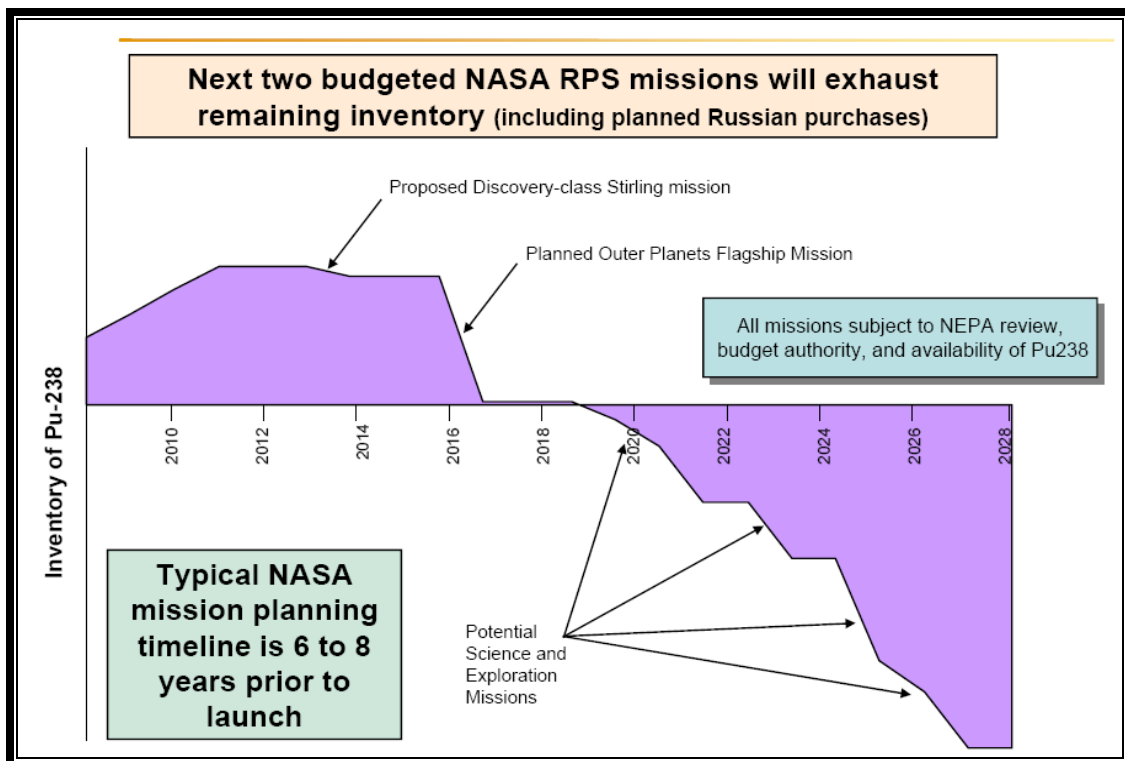 Next two budgeted NASA RPS missions will exhaust
remaining inventory (including planned Russian purchases)
Proposed Discovery-class Stirling mission
Planned Outer Planets Flagship Mission
All missions subject to NEPA review,
budget authority, and availability of Pu238
Inventory of Pu-238
2010
2012
2014
2016
2018
2020
2022
2024
2026
2028
Typical NASA
mission planning
timeline is 6 to 8
years prior to
launch
Potential
Science and
Exploration
Missions